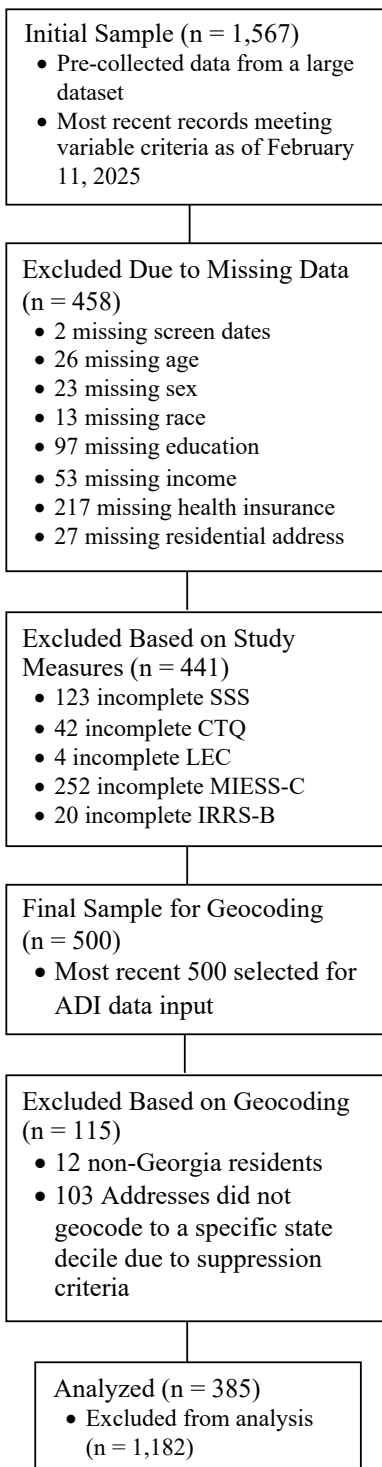 Initial Sample (n = 1,567)
• Pre-collected data from a large
dataset
• Most recent records meeting
variable criteria as of February
11, 2025
Excluded Due to Missing Data
(n = 458)
• 2 missing screen dates
• 26 missing age
• 23 missing sex
• 13 missing race
• 97 missing education
• 53 missing income
• 217 missing health insurance
• 27 missing residential address
Excluded Based on Study
Measures (n = 441)
• 123 incomplete SSS
• 42 incomplete CTQ
• 4 incomplete LEC
• 252 incomplete MIESS-C
• 20 incomplete IRRS-B
Final Sample for Geocoding
(n = 500)
• Most recent 500 selected for
ADI data input
Excluded Based on Geocoding
(n = 115)
• 12 non-Georgia residents
• 103 Addresses did not
geocode to a specific state
decile due to suppression
criteria
Analyzed (n = 385)
• Excluded from analysis
(n = 1,182)